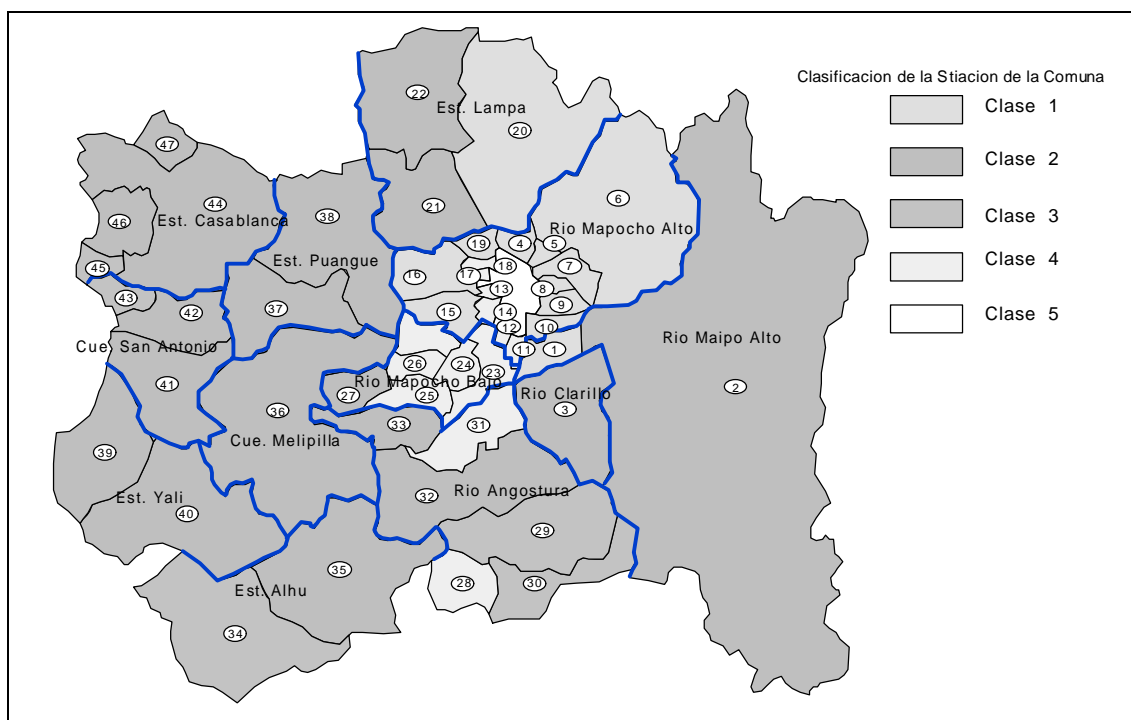 Clasificacion de la Stiacion de la Comuna
Clase 1
Clase 2
Clase 3
Clase 4
Clase 5
22
Est. Lampa
20
47
6
44
38
21
46
Est. Casablanca
Rio Mapocho Alto
19
4
5
Est. Puangue
18
7
45
16
17
43
13
8
37
9
42
15
14
12
10
Rio Maipo Alto
Cue. San Antonio
11
1
26
24
23
41
Rio Mapocho Bajo
2
27
25
Rio Clarillo
36
3
33
31
Cue. Melipilla
39
32
Rio Angostura
Est. Yali
40
29
35
28
30
Est. Alhu
34